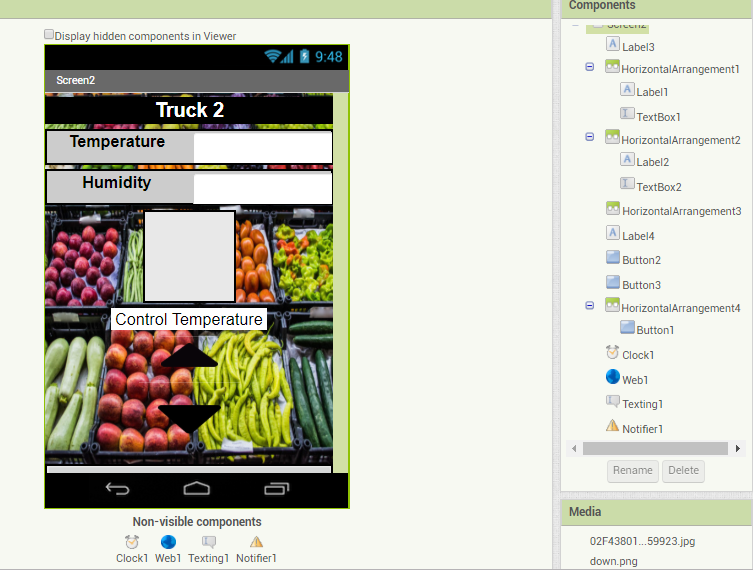 Components
Display hidden components in Viewer
9:48
Screen2
Truck 2
Temperature
Humidity
Control Temperature
Non-visible components
Clock1 Web1 Texting1 Notifier1
Screen2
Label3
HorizontalArrangement1
Label1
TextBox1
HorizontalArrangement2
Label2
TextBox2
HorizontalArrangement3
Label4
Button2
Button3
HorizontalArrangement4
Button1
Clock1
Web1
Texting1
Notifier1
Rename Delete
Media
02F43801...59923.jpg
down.png